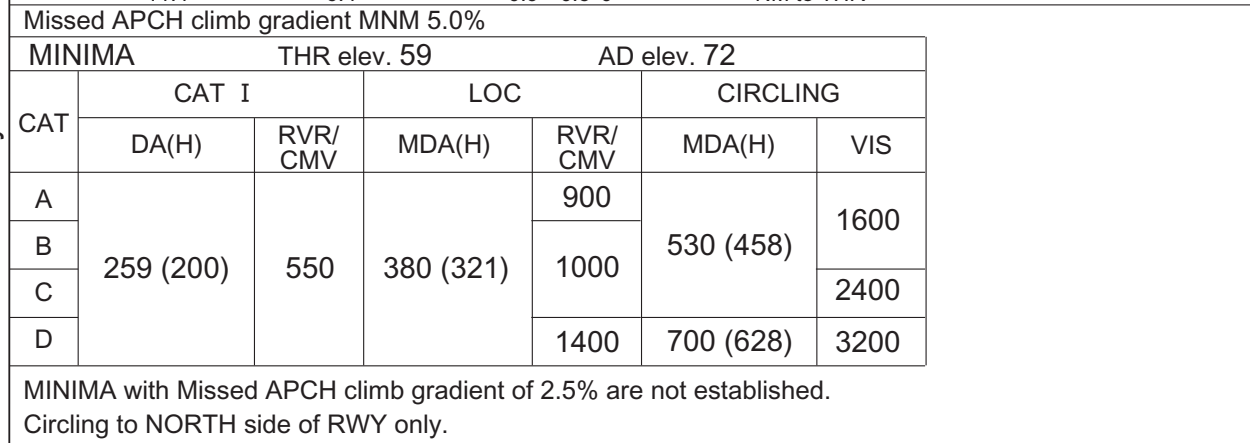 Missed APCH climb gradient MNM 5.0%
MINIMA THR elev. 59 AD elev. 72
CAT CAT I LOC CIRCLING
DA(H) RVR/CMV MDA(H) RVR/CMV MDA(H) VIS
A 259 (200) 550 380 (321) 900 530 (458) 1600
B 1000
C 2400
D 1400 700 (628) 3200
MINIMA with Missed APCH climb gradient of 2.5% are not established.
Circling to NORTH side of RWY only.